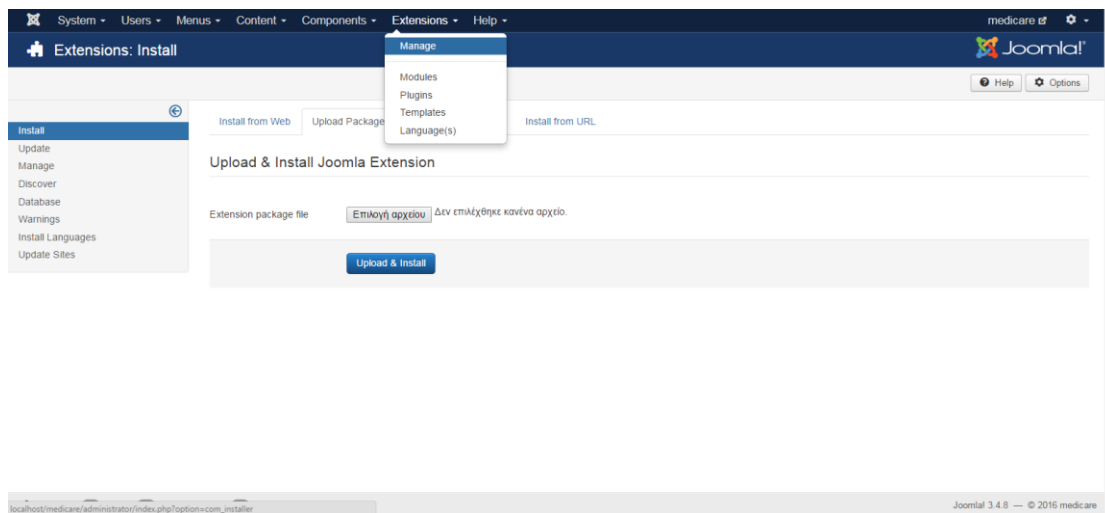 System Users Menus Content Components Extensions Help medicare
Extensions: Install
Joomla!
Manage
Modules
Plugins
Templates
Language(s)
Help Options
Install
Update
Manage
Discover
Database
Warnings
Install Languages
Update Sites
Install from Web Upload Package Install from URL
Upload & Install Joomla Extension
Extension package file Επιλογή αρχείου Δεν επιλέχθηκε κανένα αρχείο.
Upload & Install
localhost/medicare/administrator/index.php?option=com_installer
Joomla! 3.4.8 — © 2016 medicare